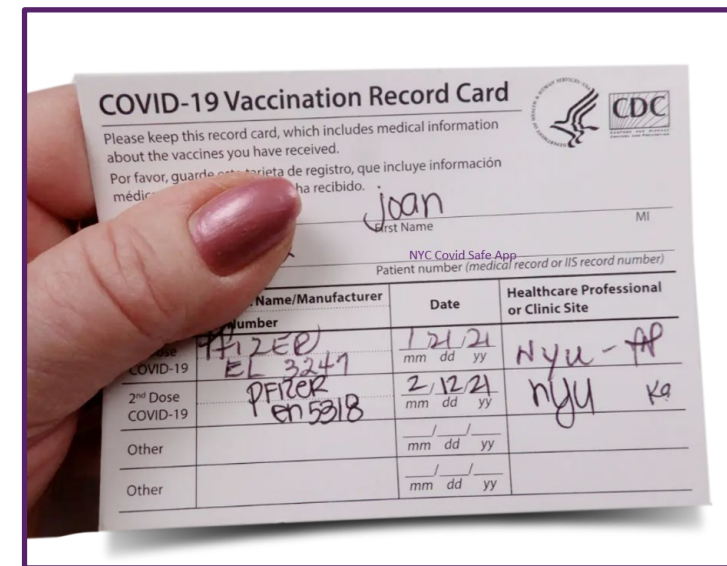 COVID-19 Vaccination Record Card
CDC
Please keep this record card, which includes medical information
about the vaccines you have received.
Por favor, guarde esta tarjeta de registro, que incluye información
médic ha recibido.
joan
First Name MI
NYC Covid Safe App
Patient number (medical record or IIS record number)
Name/Manufacturer Date Healthcare Professional
or Clinic Site
Number
PFIZER 1/21/21 NYU - AP
COVID-19 EL 3247 mm dd yy
2nd Dose PFIZER 2/12/21 nyu
COVID-19 en 5318 mm dd yy
Other
mm dd yy
Other
mm dd yy